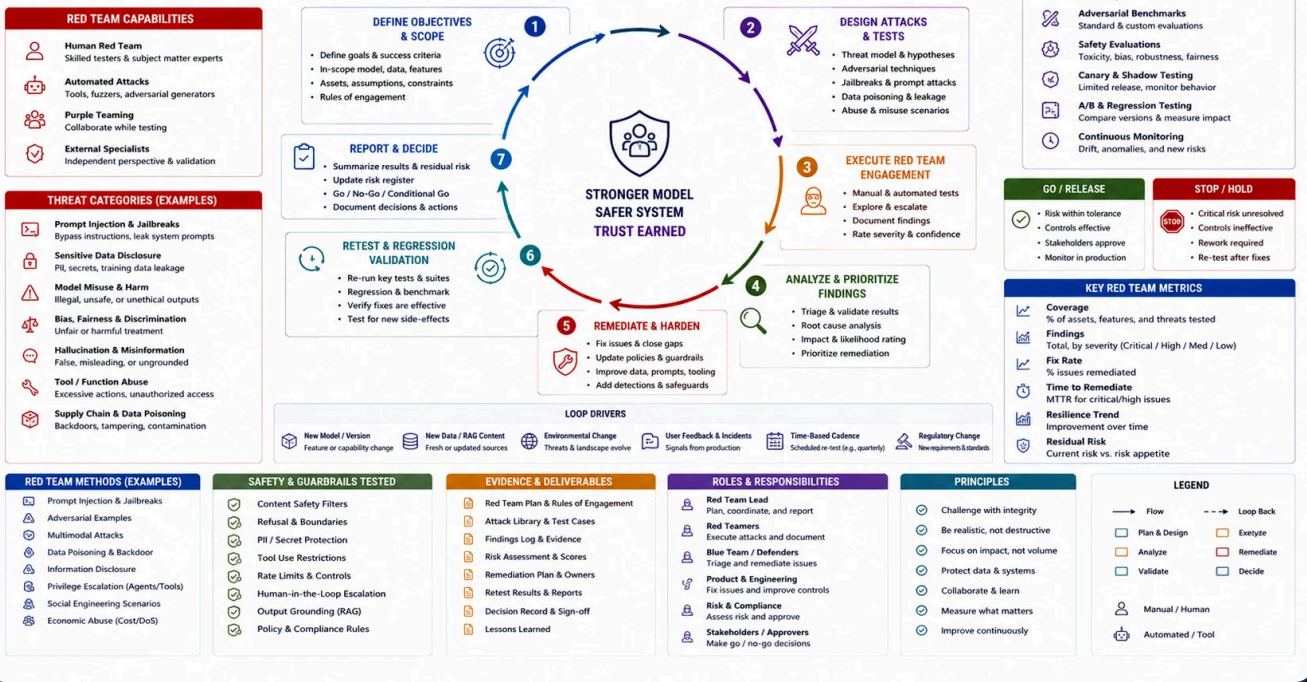 RED TEAM CAPABILITIES
Human Red Team
Skilled testers & subject matter experts
Automated Attacks
Tools, fuzzers, adversarial generators
Purple Teaming
Collaborate while testing
External Specialists
Independent perspective & validation
THREAT CATEGORIES (EXAMPLES)
Prompt Injection & Jailbreaks
Bypass instructions, leak system prompts
Sensitive Data Disclosure
PII, secrets, training data leakage
Model Misuse & Harm
Illegal, unsafe, or unethical outputs
Bias, Fairness & Discrimination
Unfair or harmful treatment
Hallucination & Misinformation
False, misleading, or ungrounded
Tool / Function Abuse
Excessive actions, unauthorized access
Supply Chain & Data Poisoning
Backdoors, tampering, contamination
DEFINE OBJECTIVES
& SCOPE
1
• Define goals & success criteria
• In-scope model, data, features
• Assets, assumptions, constraints
• Rules of engagement
2
DESIGN ATTACKS
& TESTS
• Threat model & hypotheses
• Adversarial techniques
• Jailbreaks & prompt attacks
• Data poisoning & leakage
• Abuse & misuse scenarios
3
EXECUTE RED TEAM
ENGAGEMENT
• Manual & automated tests
• Explore & escalate
• Document findings
• Rate severity & confidence
4
ANALYZE & PRIORITIZE
FINDINGS
• Triage & validate results
• Root cause analysis
• Impact & likelihood rating
• Prioritize remediation
5
REMEDIATE & HARDEN
• Fix issues & close gaps
• Update policies & guardrails
• Improve data, prompts, tooling
• Add detections & safeguards
6
RETEST & REGRESSION
VALIDATION
• Re-run key tests & suites
• Regression & benchmark
• Verify fixes are effective
• Test for new side-effects
7
REPORT & DECIDE
• Summarize results & residual risk
• Update risk register
• Go / No-Go / Conditional Go
• Document decisions & actions
STRONGER MODEL
SAFER SYSTEM
TRUST EARNED
Adversarial Benchmarks
Standard & custom evaluations
Safety Evaluations
Toxicity, bias, robustness, fairness
Canary & Shadow Testing
Limited release, monitor behavior
A/B & Regression Testing
Compare versions & measure impact
Continuous Monitoring
Drift, anomalies, and new risks
GO / RELEASE
• Risk within tolerance
• Controls effective
• Stakeholders approve
• Monitor in production
STOP / HOLD
STOP
• Critical risk unresolved
• Controls ineffective
• Rework required
• Re-test after fixes
KEY RED TEAM METRICS
Coverage
% of assets, features, and threats tested
Findings
Total, by severity (Critical / High / Med / Low)
Fix Rate
% issues remediated
Time to Remediate
MTTR for critical/high issues
Resilience Trend
Improvement over time
Residual Risk
Current risk vs. risk appetite
LOOP DRIVERS
New Model / Version
Feature or capability change
New Data / RAG Content
Fresh or updated sources
Environmental Change
Threats & landscape evolve
User Feedback & Incidents
Signals from production
Time-Based Cadence
Scheduled re-test (e.g., quarterly)
Regulatory Change
New requirements & standards
RED TEAM METHODS (EXAMPLES)
Prompt Injection & Jailbreaks
Adversarial Examples
Multimodal Attacks
Data Poisoning & Backdoor
Information Disclosure
Privilege Escalation (Agents/Tools)
Social Engineering Scenarios
Economic Abuse (Cost/DoS)
SAFETY & GUARBRAILS TESTED
Content Safety Filters
Refusal & Boundaries
PII / Secret Protection
Tool Use Restrictions
Rate Limits & Controls
Human-in-the-Loop Escalation
Output Grounding (RAG)
Policy & Compliance Rules
EVIDENCE & DELIVERABLES
Red Team Plan & Rules of Engagement
Attack Library & Test Cases
Findings Log & Evidence
Risk Assessment & Scores
Remediation Plan & Owners
Retest Results & Reports
Decision Record & Sign-off
Lessons Learned
ROLES & RESPONSIBILITIES
Red Team Lead
Plan, coordinate, and report
Red Teamers
Execute attacks and document
Blue Team / Defenders
Triage and remediate issues
Product & Engineering
Fix issues and improve controls
Risk & Compliance
Assess risk and approve
Stakeholders / Approvers
Make go / no-go decisions
PRINCIPLES
Challenge with integrity
Be realistic, not destructive
Focus on impact, not volume
Protect data & systems
Collaborate & learn
Measure what matters
Improve continuously
LEGEND
Flow
Loop Back
Plan & Design
Exetyze
Analyze
Remediate
Validate
Decide
Manual / Human
Automated / Tool